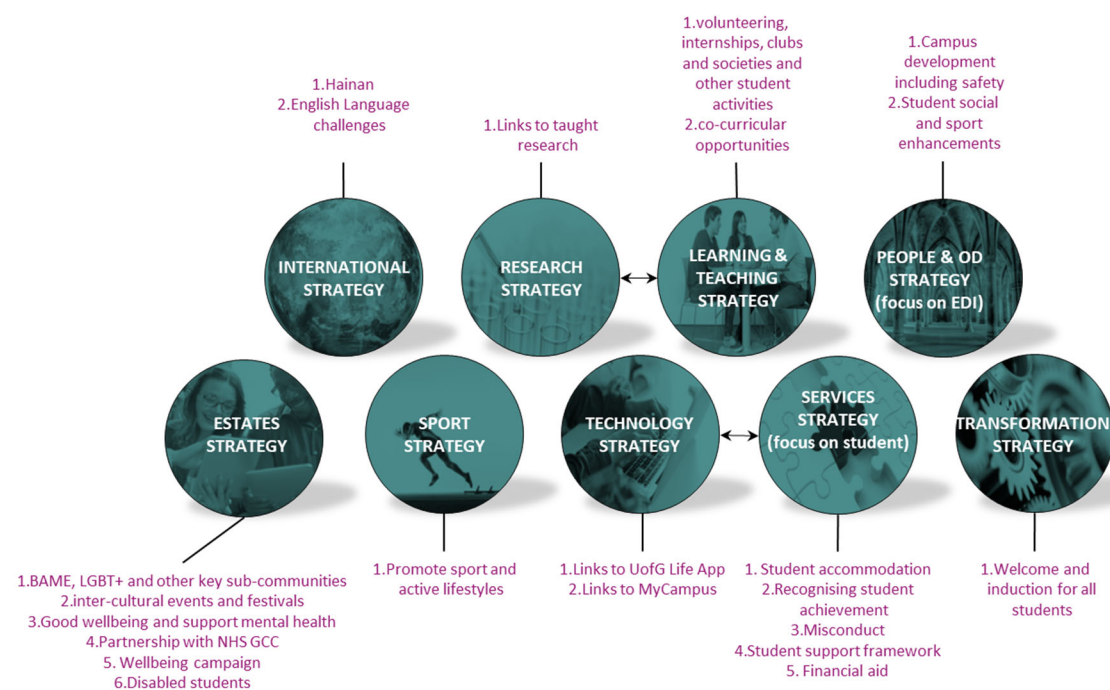 1.Hainan
2.English Language
challenges
1.Links to taught
research
1.volunteering,
internships, clubs
and societies and
other student
activities
2.co-curricular
opportunities
1.Campus
development
including safety
2.Student social
and sport
enhancements
INTERNATIONAL
STRATEGY
RESEARCH
STRATEGY
LEARNING &
TEACHING
STRATEGY
PEOPLE & OD
STRATEGY
(focus on EDI)
ESTATES
STRATEGY
SPORT
STRATEGY
TECHNOLOGY
STRATEGY
SERVICES
STRATEGY
(focus on student)
TRANSFORMATION
STRATEGY
1.BAME, LGBT+ and other key sub-communities
2.inter-cultural events and festivals
3.Good wellbeing and support mental health
4.Partnership with NHS GCC
5. Wellbeing campaign
6.Disabled students
1.Promote sport and
active lifestyles
1.Links to UofG Life App
2.Links to MyCampus
1. Student accommodation
2.Recognising student
achievement
3.Misconduct
4.Student support framework
5. Financial aid
1.Welcome and
induction for all
students